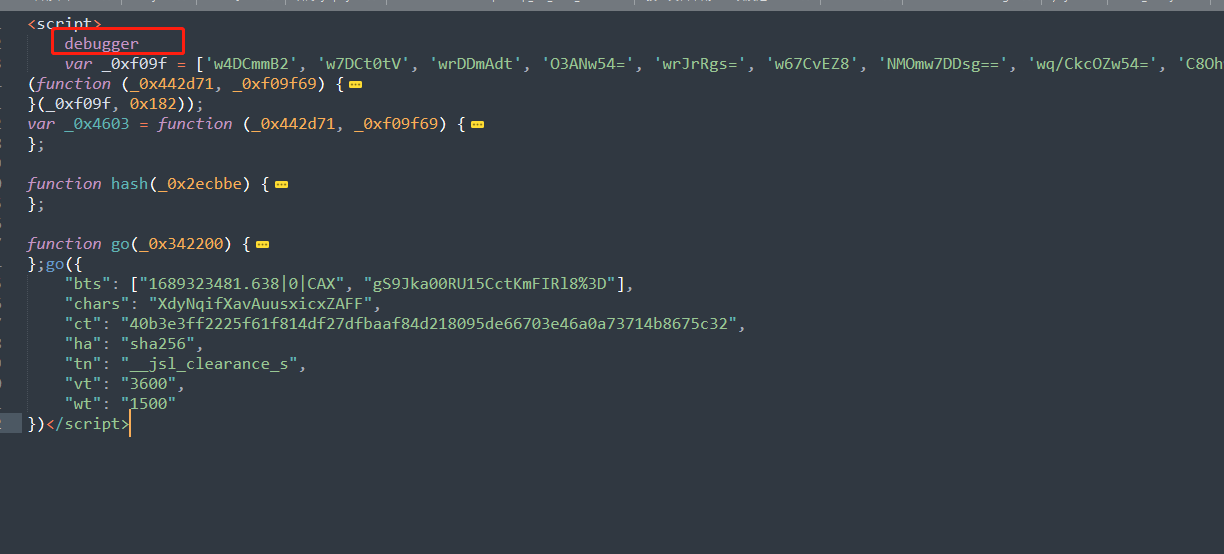 <script>
debugger
var _0xf09f = ['w4DCmmB2', 'w7DCt0tV', 'wrDDmAdt', 'O3ANw54=', 'wrJrRgs=', 'w67CvEZ8', 'NMOmw7DDsg==', 'wq/CkcOZw54=', 'C8Oh
(function (_0x442d71, _0xf09f69) {
}(_0xf09f, 0x182));
var _0x4603 = function (_0x442d71, _0xf09f69) {
};
function hash(_0x2ecbbe) {
};
function go(_0x342200) {
};go({
"bts": ["1689323481.638|0|CAX", "gS9Jka00RU15CctKmFIRl8%3D"],
"chars": "XdyNqifXavAuusxicxZAFF",
"ct": "40b3e3ff2225f61f814df27dfbaaf84d218095de66703e46a0a73714b8675c32",
"ha": "sha256",
"tn": "__jsl_clearance_s",
"vt": "3600",
"wt": "1500"
})</script>